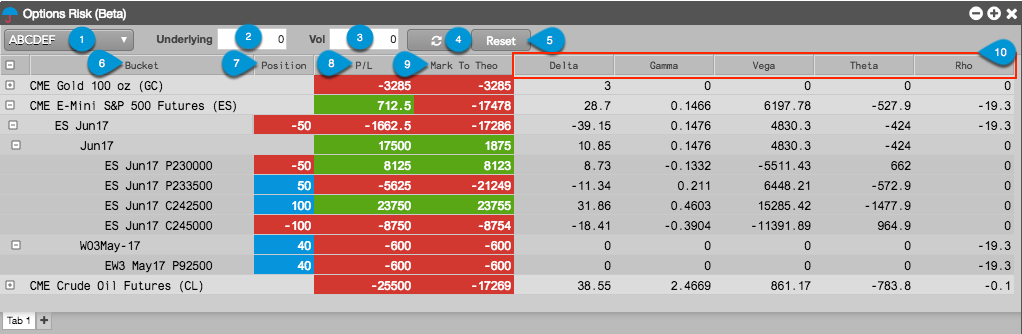 Options Risk (Beta)
ABCDEF 1 Underlying 2 0 Vol 3 0 4 Reset 5
6 Bucket 7 Position 8 P/L 9 Mark To Theo Delta Gamma Vega Theta Rho 10
CME Gold 100 oz (GC) -3285 -3285 3 0 0 0 0
CME E-Mini S&P 500 Futures (ES) 712.5 -17478 28.7 0.1466 6197.78 -527.9 -19.3
ES Jun17 -50 -1662.5 -17286 -39.15 0.1476 4830.3 -424 -19.3
Jun17 17500 1875 10.85 0.1476 4830.3 -424 0
ES Jun17 P230000 -50 8125 8123 8.73 -0.1332 -5511.43 662 0
ES Jun17 P233500 50 -5625 -21249 -11.34 0.211 6448.21 -572.9 0
ES Jun17 C242500 100 23750 23755 31.86 0.4603 15285.42 -1477.9 0
ES Jun17 C245000 -100 -8750 -8754 -18.41 -0.3904 -11391.89 964.9 0
W03May-17 40 -600 -600 0 0 0 0 -19.3
EW3 May17 P92500 40 -600 -600 0 0 0 0 -19.3
CME Crude Oil Futures (CL) -25500 -17269 38.55 2.4669 861.17 -783.8 -0.1
Tab 1 +